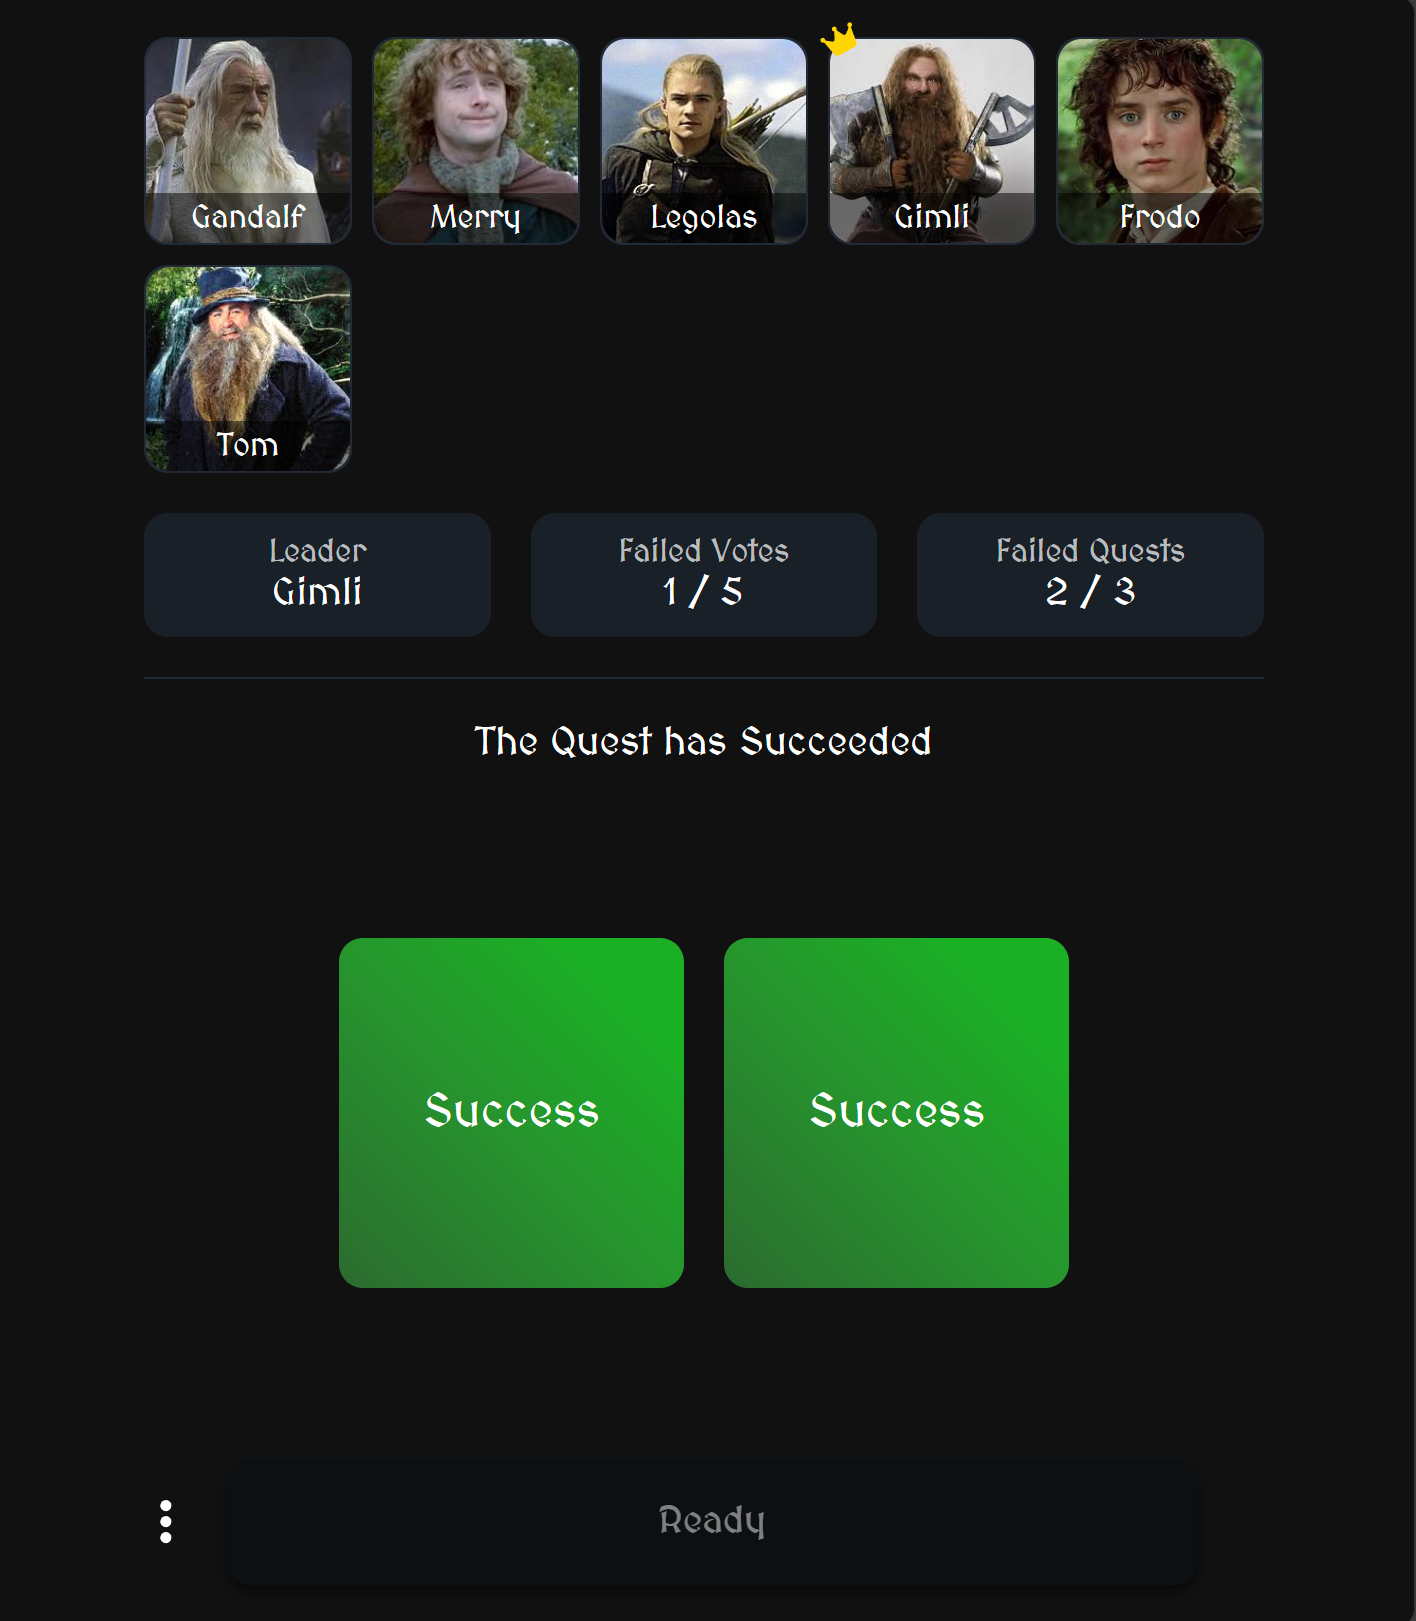 Gandalf
Merry
Legolas
Gimli
Frodo
Tom
Leader
Gimli
Failed Votes
1 / 5
Failed Quests
2 / 3
The Quest has Succeeded
Success
Success
Ready